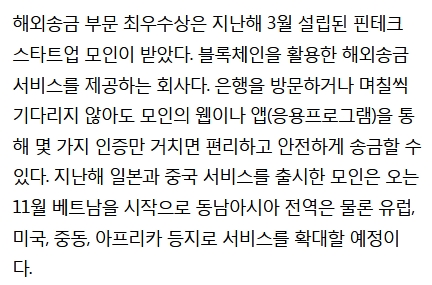 해외송금 부문 최우수상은 지난해 3월 설립된 핀테크
스타트업 모인이 받았다. 블록체인을 활용한 해외송금
서비스를 제공하는 회사다. 은행을 방문하거나 며칠씩
기다리지 않아도 모인의 웹이나 앱(응용프로그램)을 통
해 몇 가지 인증만 거치면 편리하고 안전하게 송금할 수
있다. 지난해 일본과 중국 서비스를 출시한 모인은 오는
11월 베트남을 시작으로 동남아시아 전역은 물론 유럽,
미국, 중동, 아프리카 등지로 서비스를 확대할 예정이
다.